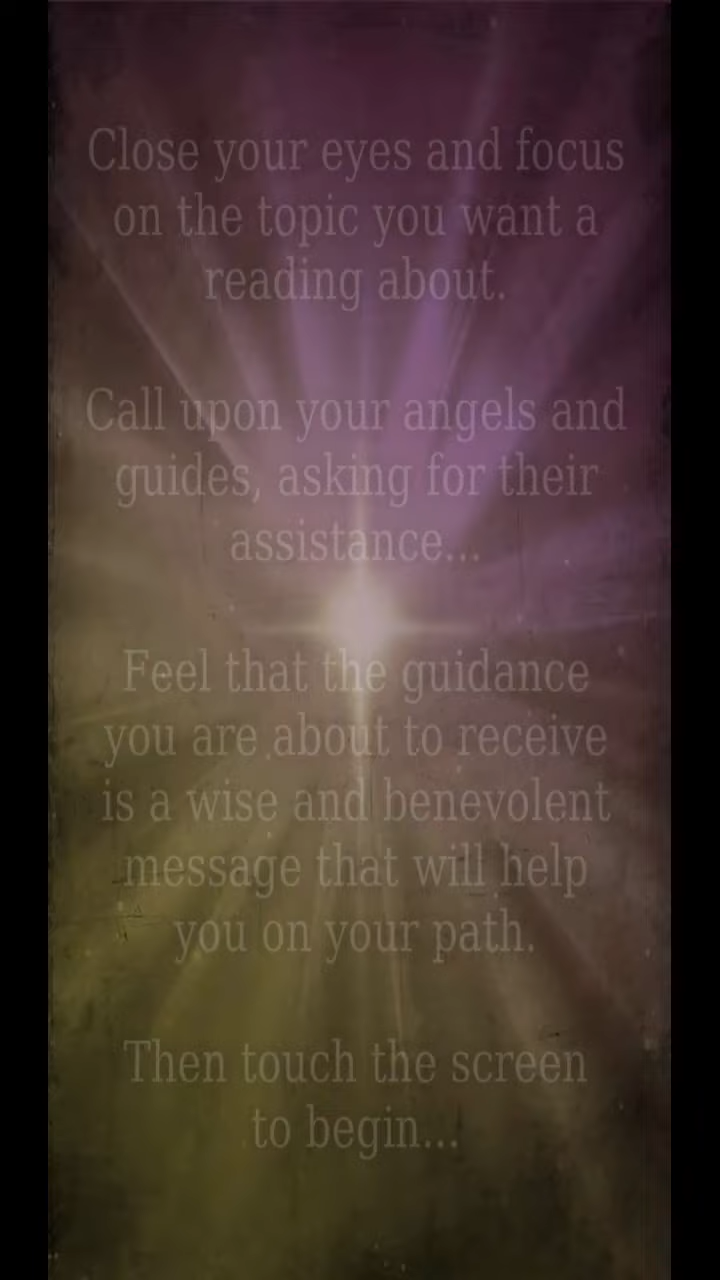 Close your eyes and focus
on the topic you want a
reading about.
Call upon your angels and
guides, asking for their
assistance...
Feel that the guidance
you are about to receive
is a wise and benevolent
message that will help
you on your path.
Then touch the screen
to begin...